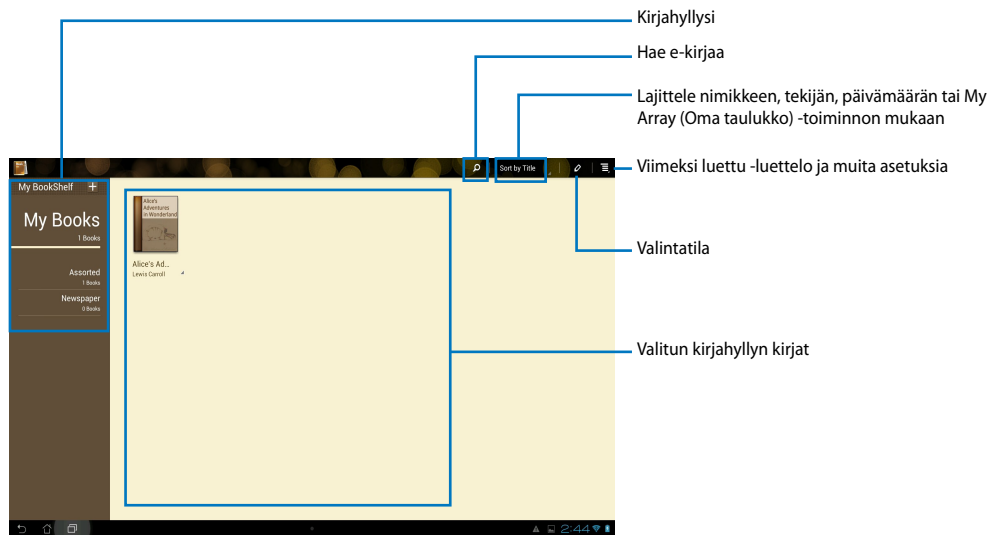 Kirjahyllysi
Hae e-kirjaa
Lajittele nimikkeen, tekijän, päivämäärän tai My
Array (Oma taulukko) -toiminnon mukaan
Viimeksi luettu -luettelo ja muita asetuksia
Valintatila
Valitun kirjahyllyn kirjat
Sort by Title
My BookShelf
My Books
1 Books
Assorted
1 Books
Newspaper
0 Books
Alice's
Adventures
in Wonderland
Alice's Ad...
Lewis Carroll
2:44